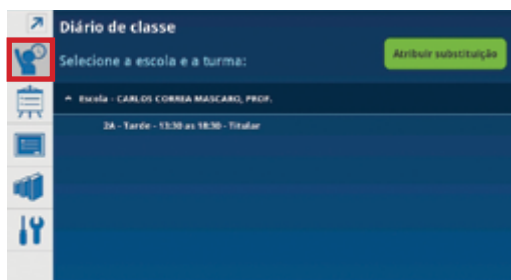 Diário de classe
Selecione a escola e a turma:
Atribuir substituição
Escola - CARLOS CORREA MASCARO, PROF.
2A - Tarde - 13:30 as 18:30 - Titular